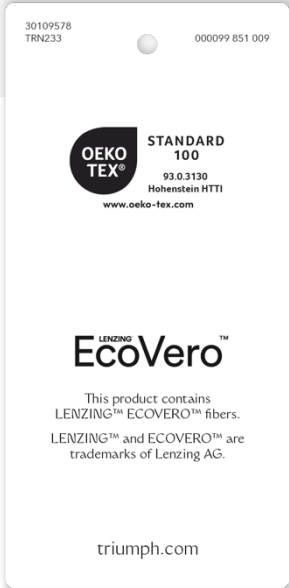 30109578
TRN233
000099 851 009
OEKO
TEX®
STANDARD
100
93.0.3130
Hohenstein HTTI
www.oeko-tex.com
LENZING
EcoVero™
This product contains
LENZING™ ECOVERO™ fibers.
LENZING™ and ECOVERO™ are
trademarks of Lenzing AG.
triumph.com